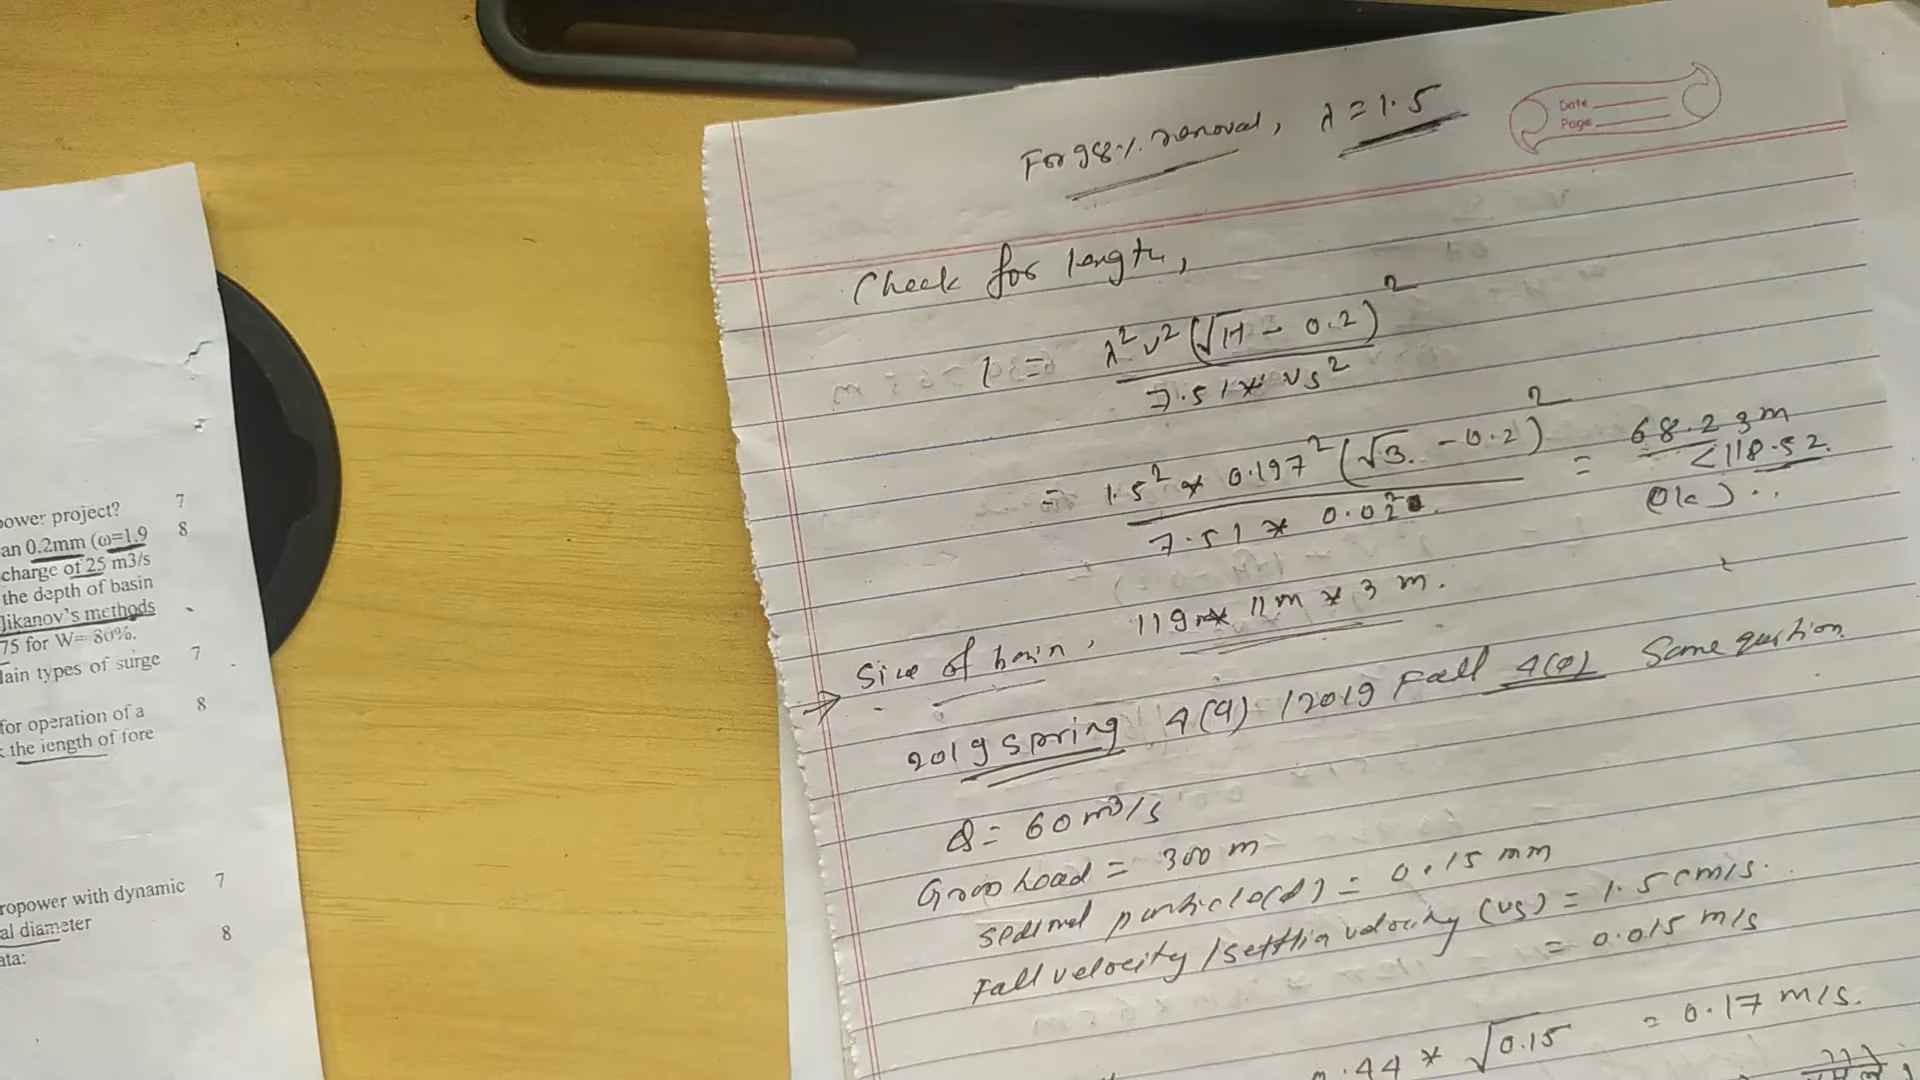 power project? 7
an 0.2mm (ω=1.9 8
charge of 25 m3/s
the depth of basin
Jikanov's methods
75 for W= 80%.
lain types of surge 7
for operation of a 8
the length of fore
ropower with dynamic 7
al diameter
8
ata:
For 98% removal, λ = 1.5
Date
Page
Check for length,
l = λ² v² (√H - 0.2)²
7.51 * vs²
= 1.5² * 0.197² (√3. - 0.2)² = 68.23m
<118.52.
7.51 * 0.02². Ok)..
→ Size of basin, 119m* 11m * 3 m.
2019 spring 4(a) / 2019 Fall 4(a) Same question
Q = 60 m³/s
Gross head = 300 m
particle(d) = 0.15 mm
Fall velocity / velocity (vs) = 1.5 cm/s.
= 0.015 m/s
.44 * √0.15 = 0.17 m/s.